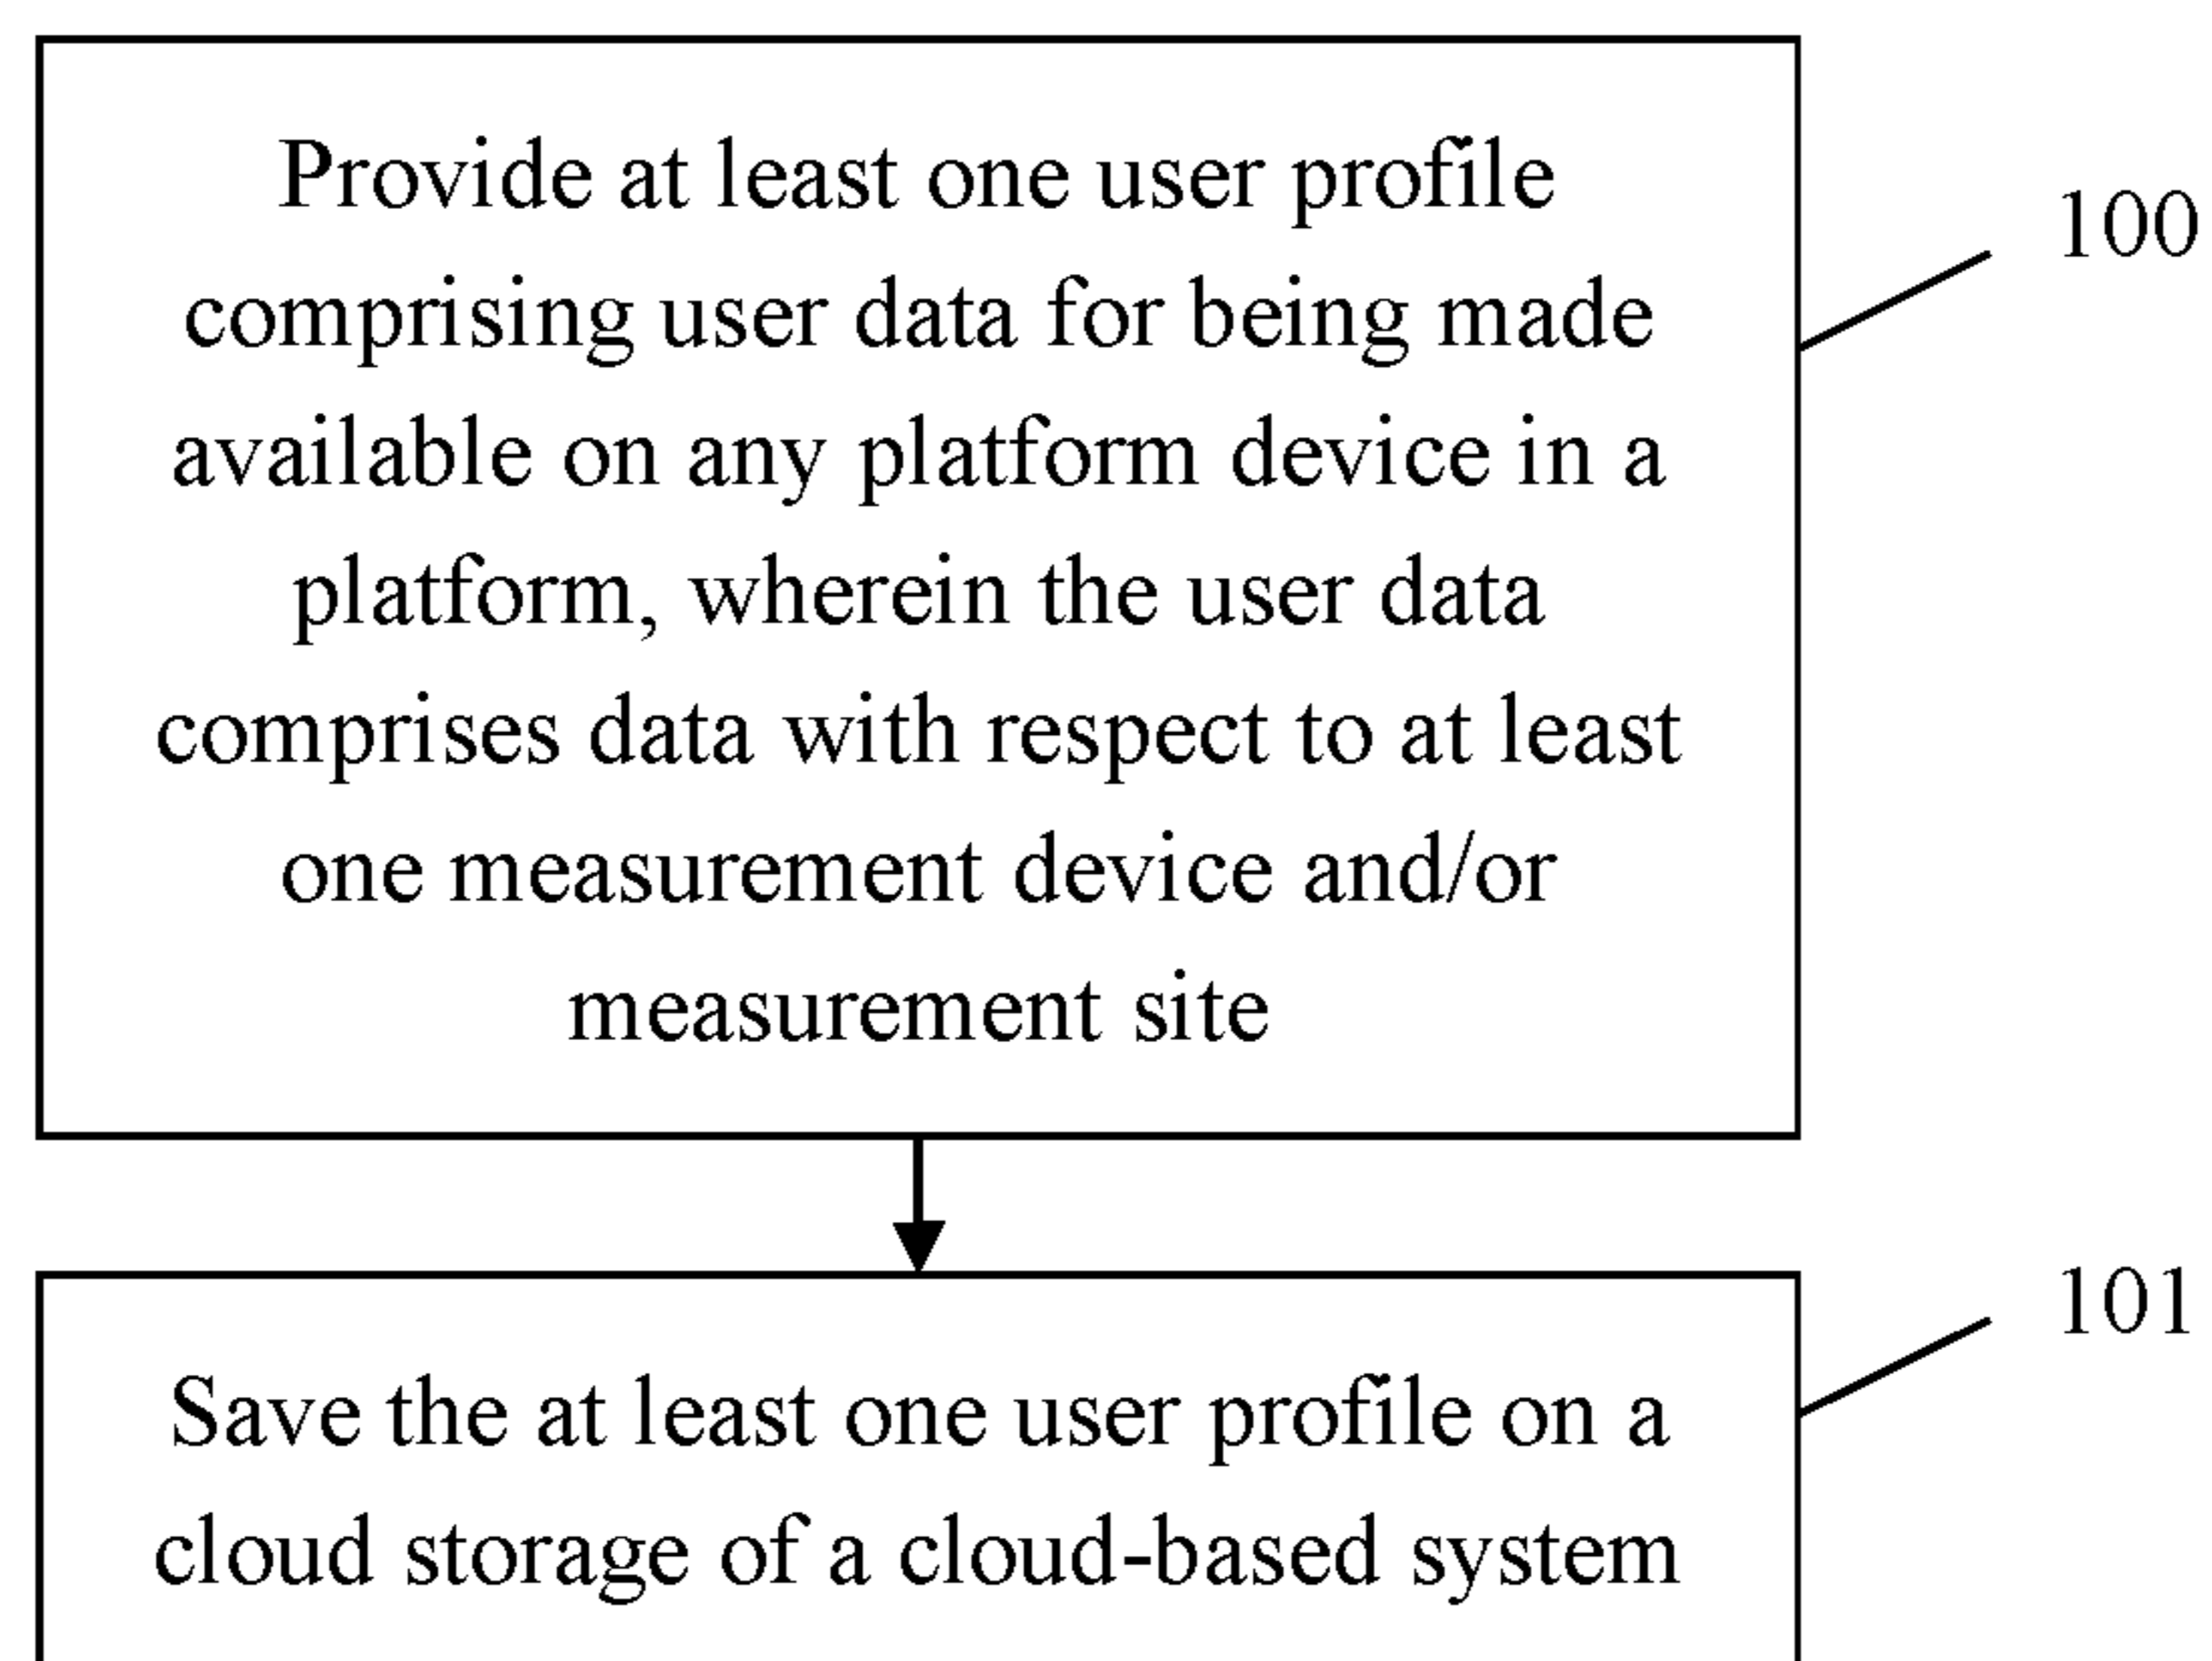 Provide at least one user profile
comprising user data for being made
available on any platform device in a
platform, wherein the user data
comprises data with respect to at least
one measurement device and/or
measurement site
100
Save the at least one user profile on a
cloud storage of a cloud-based system
101